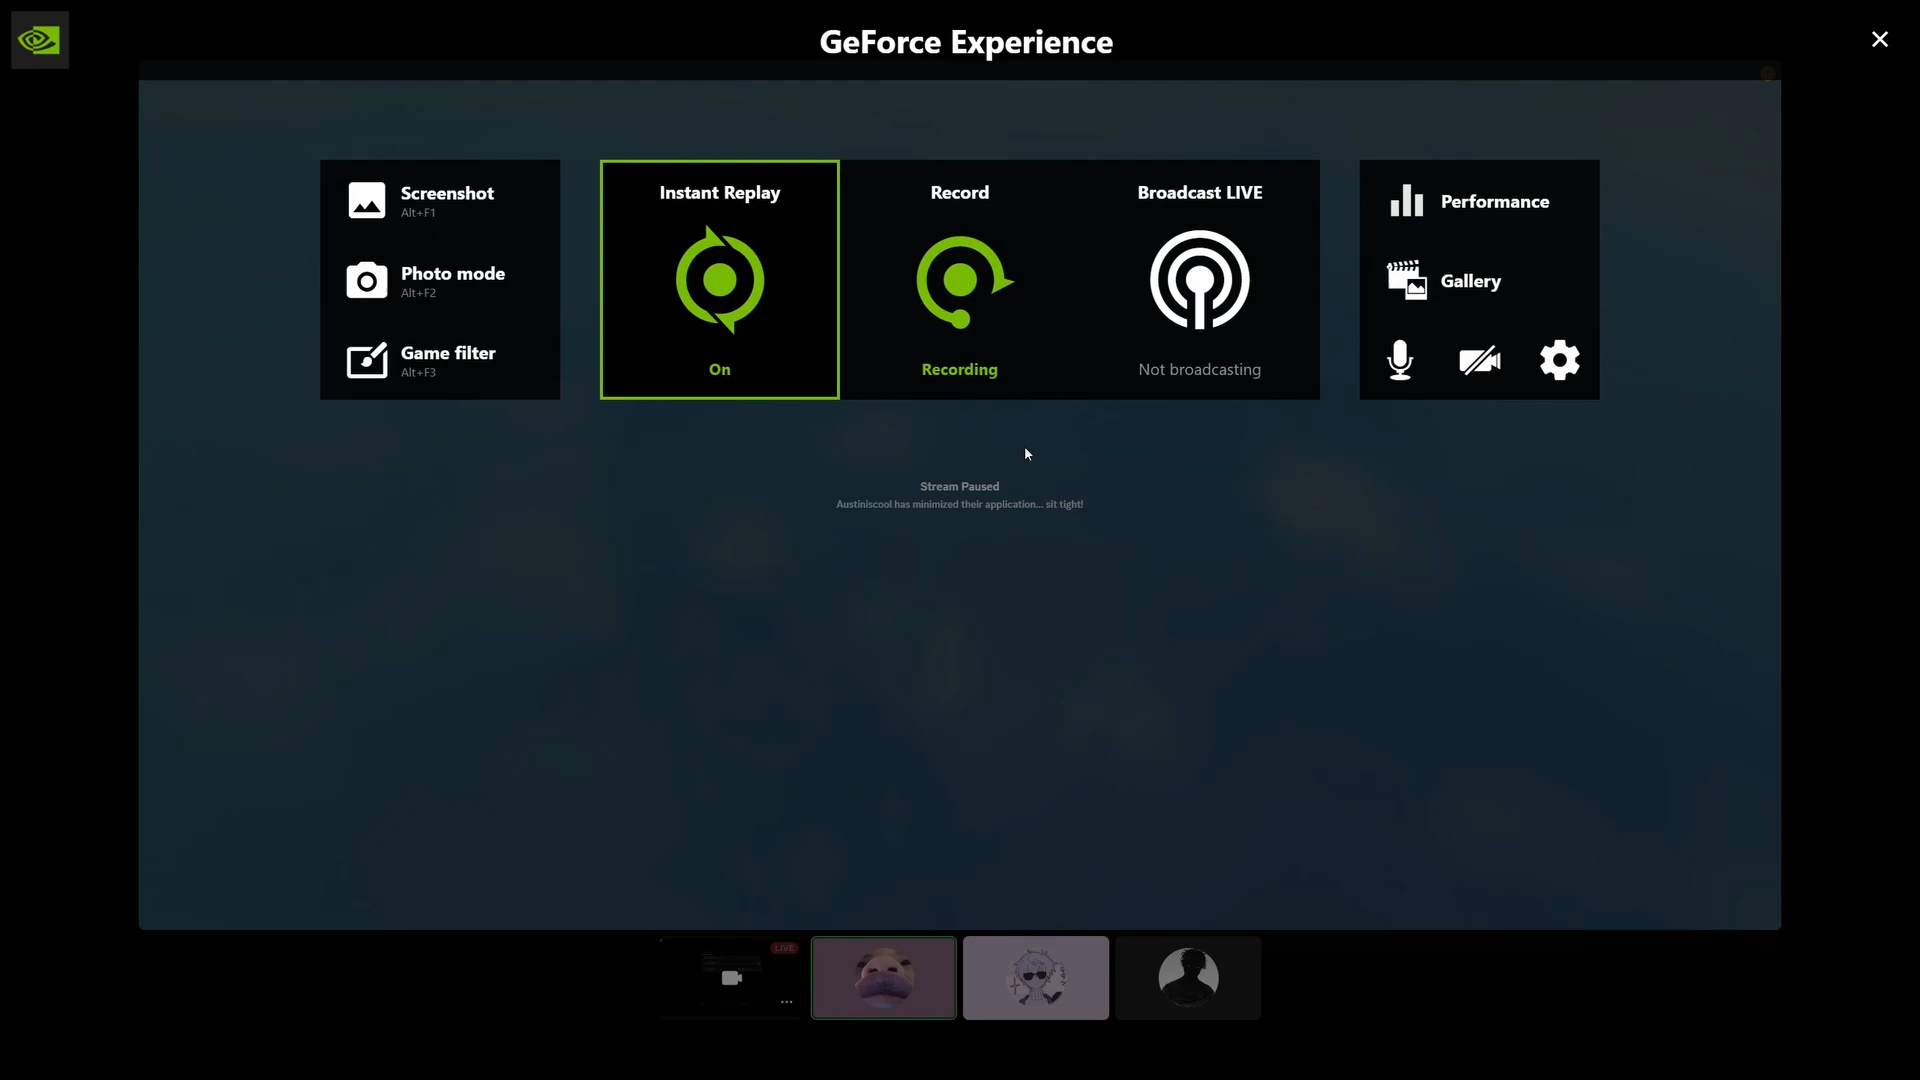 GeForce Experience
Screenshot
Alt+F1
Photo mode
Alt+F2
Game filter
Alt+F3
Instant Replay
On
Record
Recording
Broadcast LIVE
Not broadcasting
Performance
Gallery
Stream Paused
Austiniscool has minimized their application... sit tight!
LIVE